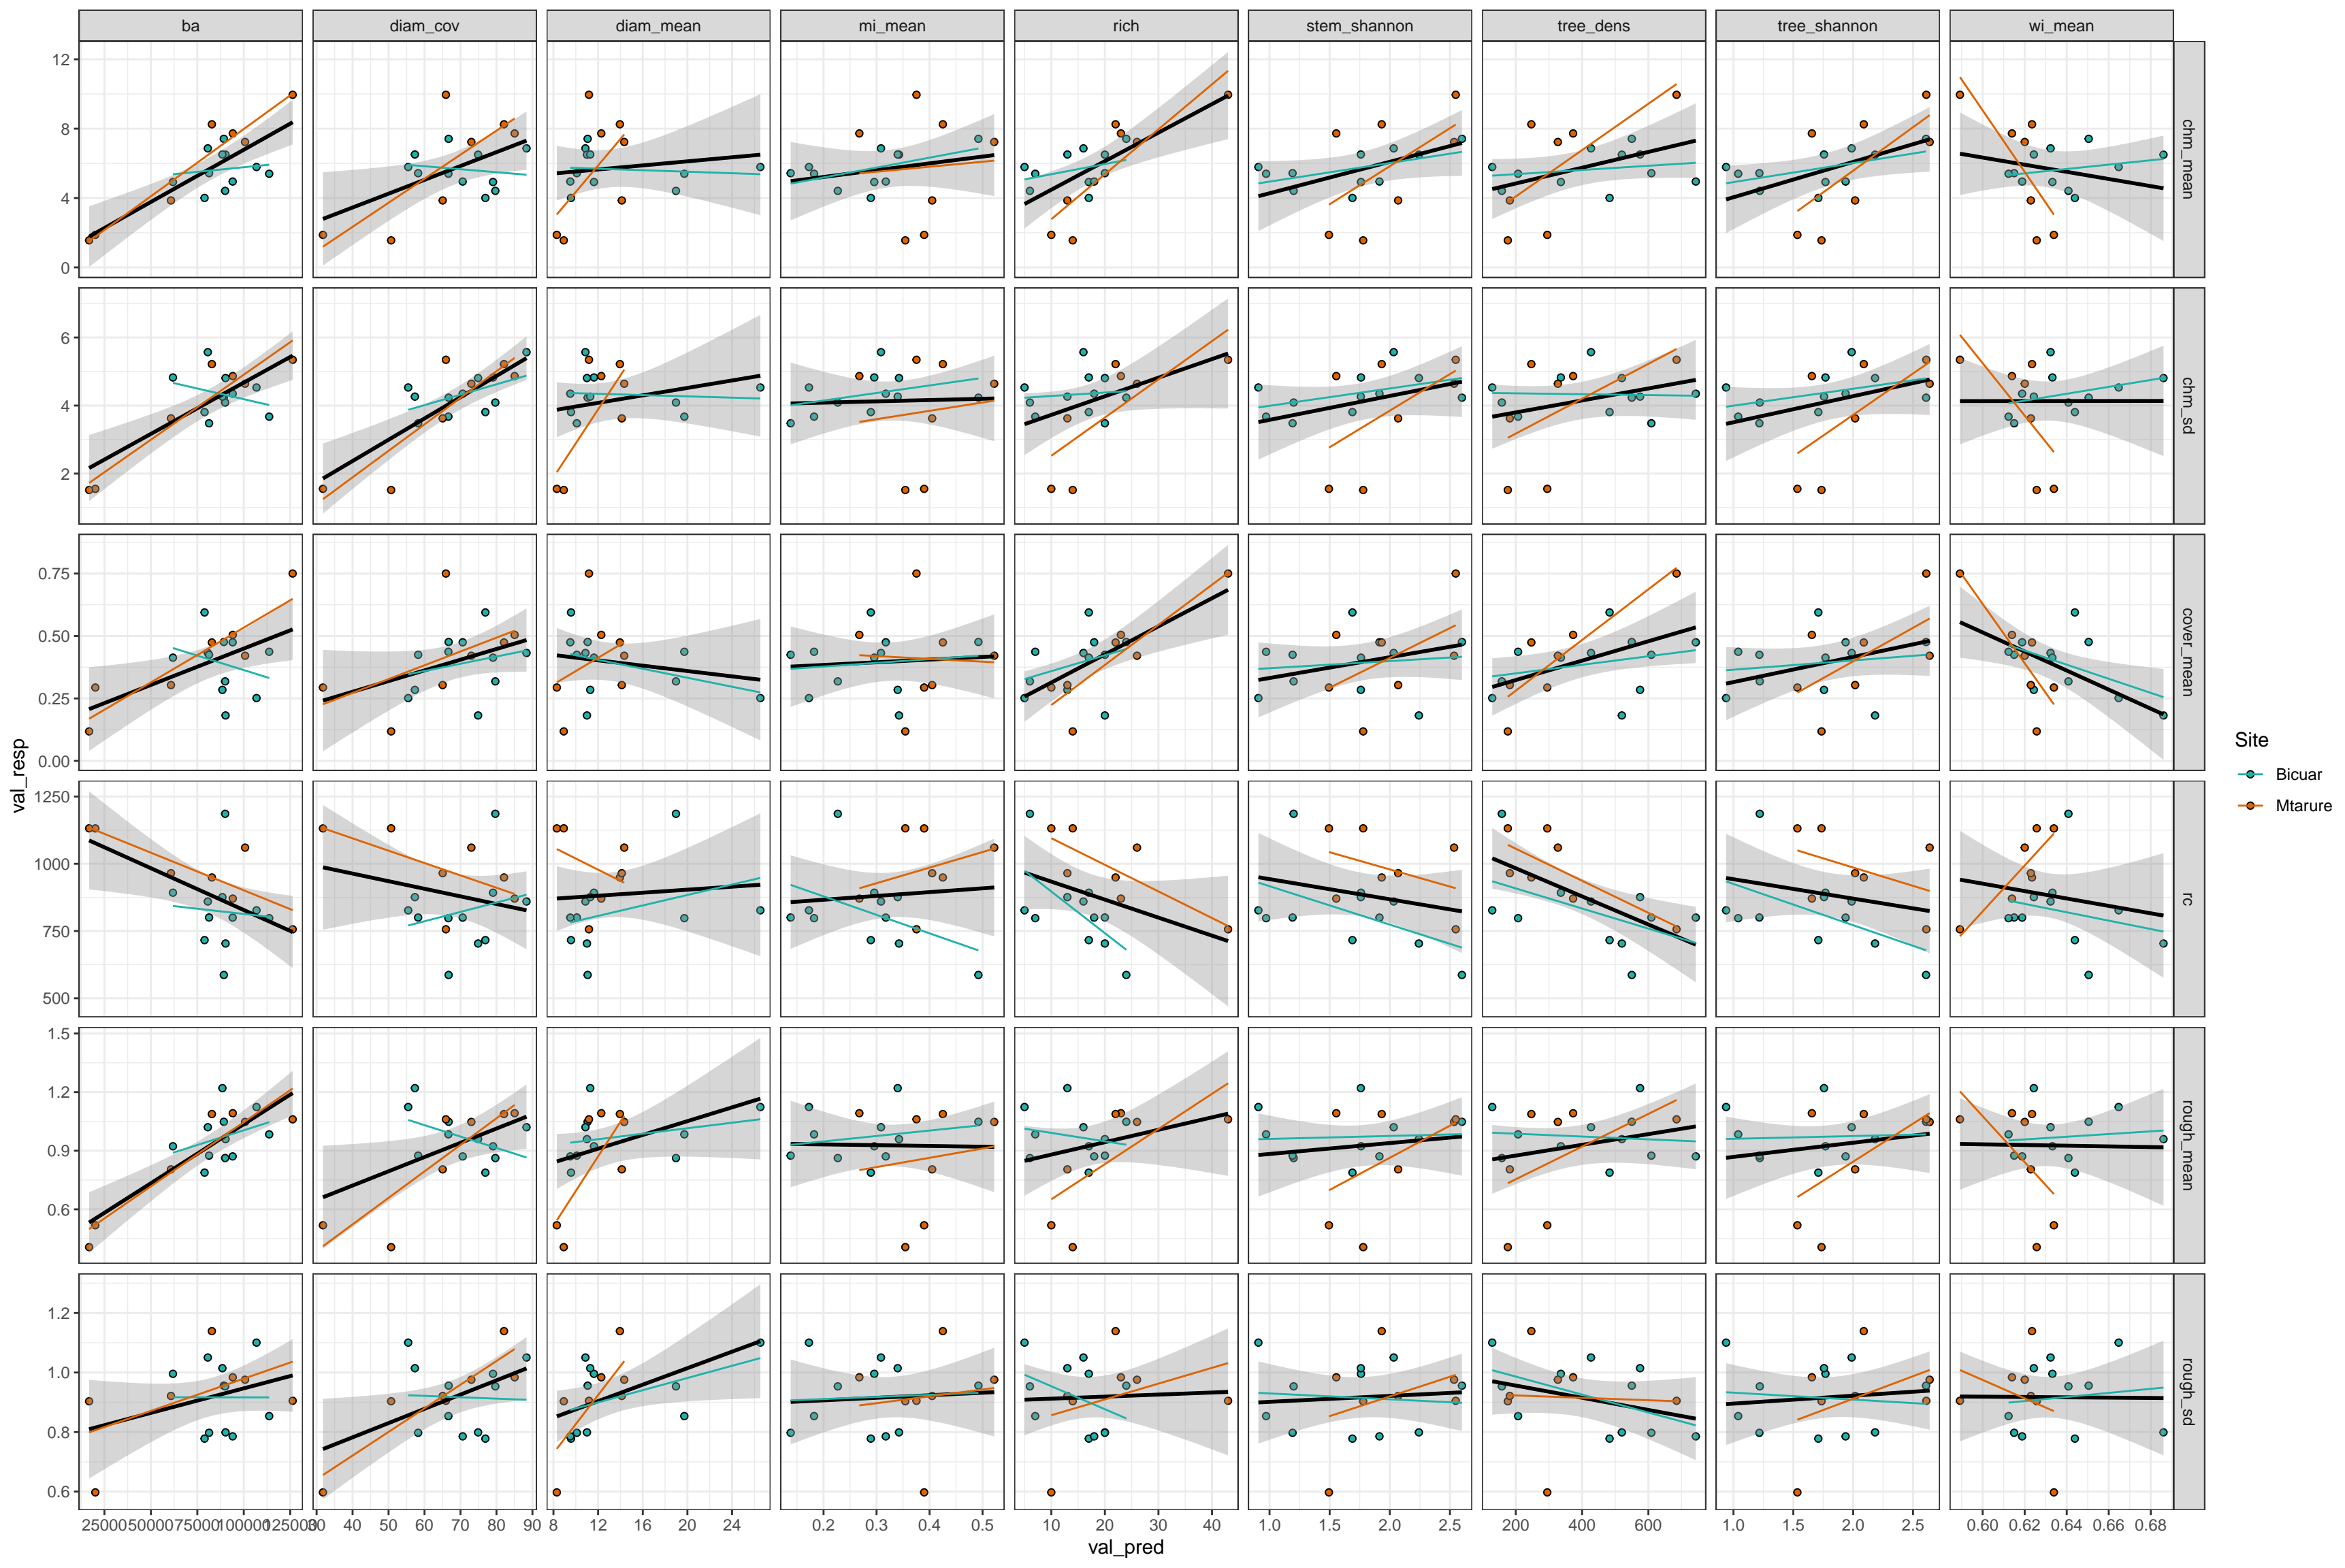 ba diam_cov diam_mean mi_mean rich stem_shannon tree_dens tree_shannon wi_mean
12
8
4
0
chm_mean
6
4
2
chm_sd
0.75
0.50
0.25
0.00
cover_mean
1250
1000
750
500
rc
1.5
1.2
0.9
0.6
rough_mean
1.2
1.0
0.8
0.6
rough_sd
val_resp
25000 50000 75000 100000 125000 30 40 50 60 70 80 90 8 12 16 20 24 0.2 0.3 0.4 0.5 10 20 30 40 1.0 1.5 2.0 2.5 200 400 600 1.0 1.5 2.0 2.5 0.60 0.62 0.64 0.66 0.68
val_pred
Site
Bicuar
Mtarure